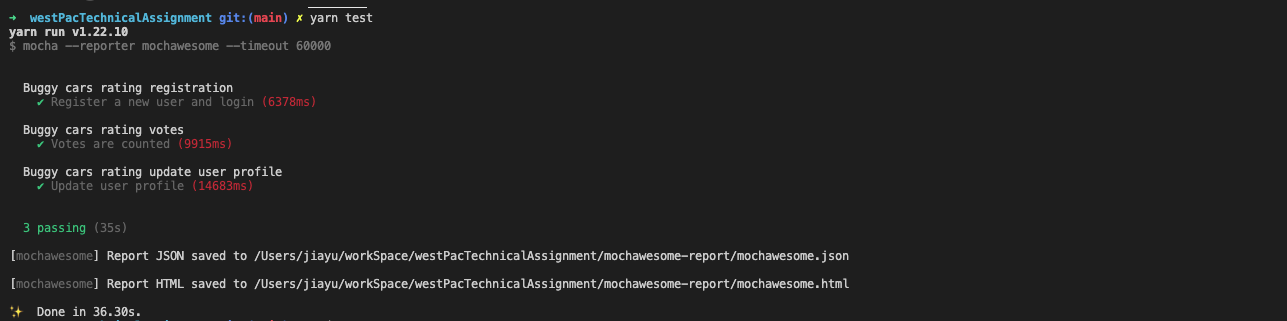 → westPacTechnicalAssignment git:(main) ✗ yarn test
yarn run v1.22.10
$ mocha --reporter mochawesome --timeout 60000
Buggy cars rating registration
✔ Register a new user and login (6378ms)
Buggy cars rating votes
✔ Votes are counted (9915ms)
Buggy cars rating update user profile
✔ Update user profile (14683ms)
3 passing (35s)
[mochawesome] Report JSON saved to /Users/jiayu/workSpace/westPacTechnicalAssignment/mochawesome-report/mochawesome.json
[mochawesome] Report HTML saved to /Users/jiayu/workSpace/westPacTechnicalAssignment/mochawesome-report/mochawesome.html
✨ Done in 36.30s.